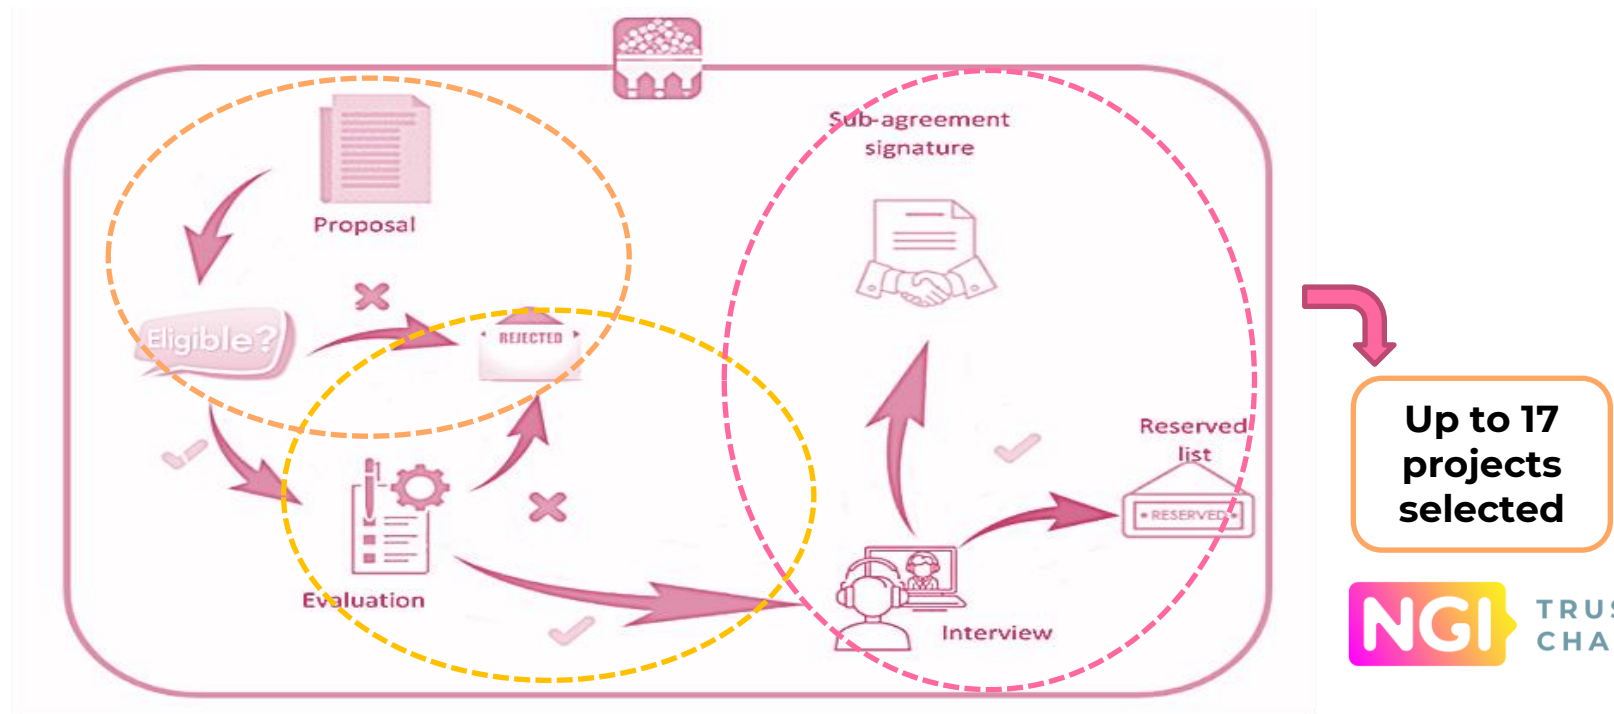 Proposal
Eligible?
REJECTED
Evaluation
Sub-agreement
signature
Interview
Reserved
list
RESERVED
Up to 17
projects
selected
NGI
TRUS
CHA